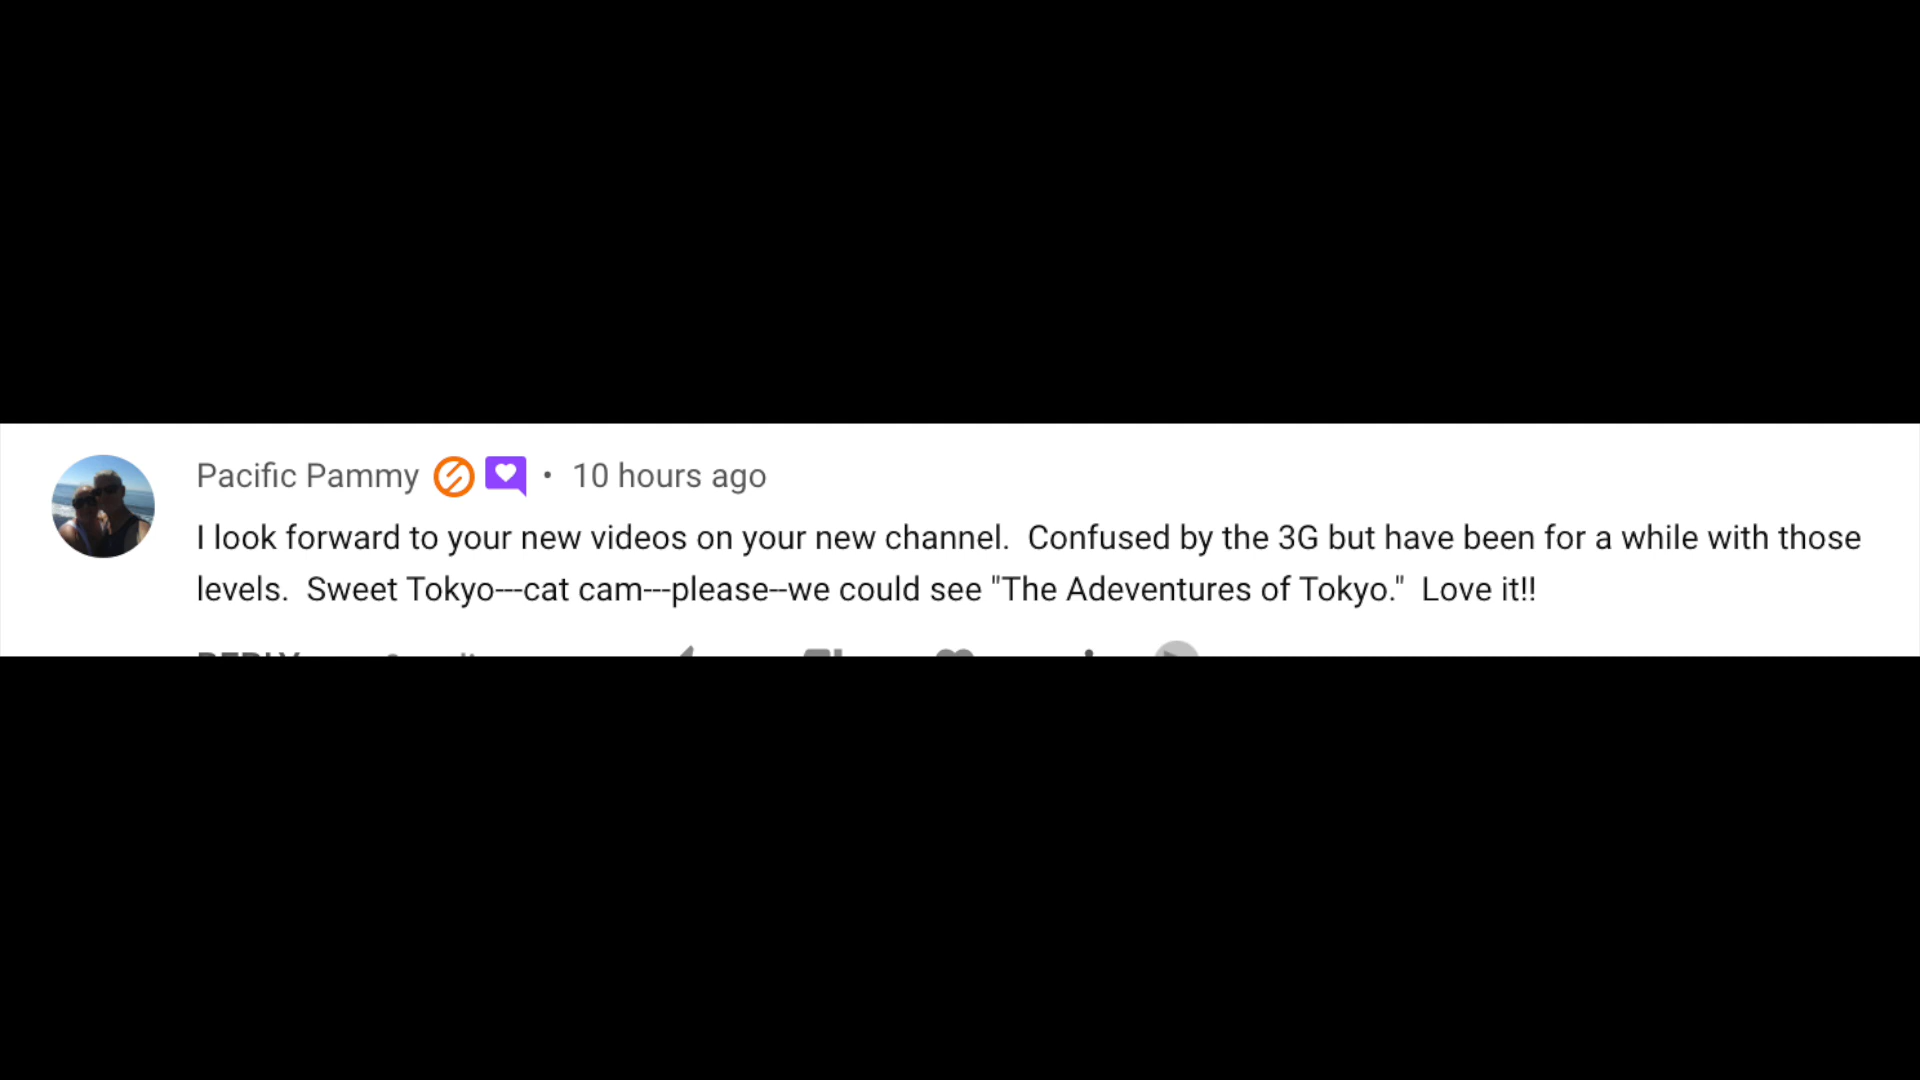 Pacific Pammy • 10 hours ago
I look forward to your new videos on your new channel.  Confused by the 3G but have been for a while with those
levels.  Sweet Tokyo---cat cam---please--we could see "The Adeventures of Tokyo."  Love it!!
REPLY